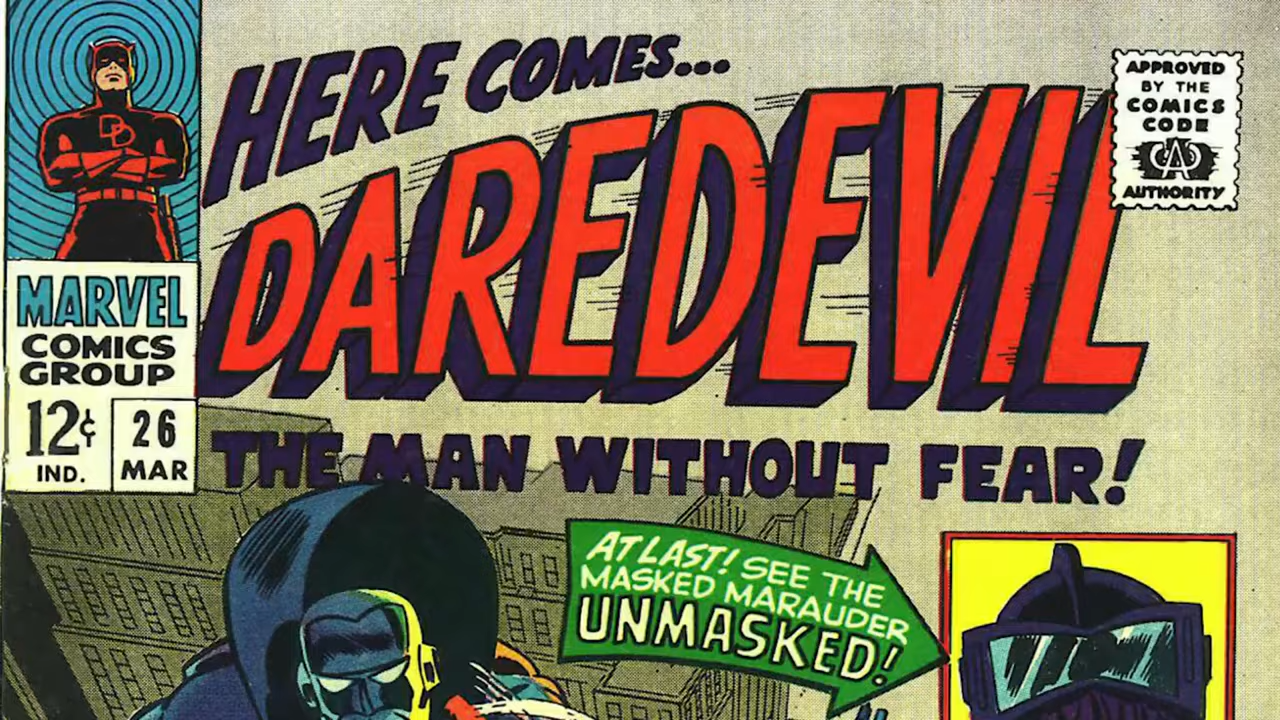 HERE COMES...
DAREDEVIL
THE MAN WITHOUT FEAR!
APPROVED
BY THE
COMICS
CODE
CA
AUTHORITY
DD
MARVEL
COMICS
GROUP
12¢
IND.
26
MAR
AT LAST! SEE THE
MASKED MARAUDER
UNMASKED!